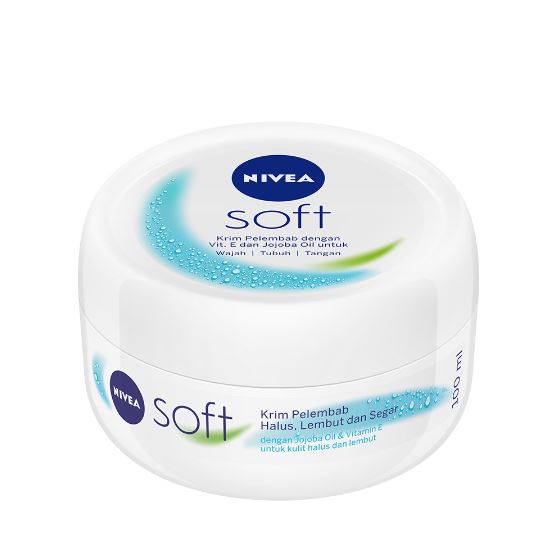 NIVEA
soft
Krim Pelembab dengan
Vit. E dan Jojoba Oil untuk
Wajah | Tubuh | Tangan
NIVEA
soft
Krim Pelembab
Halus, Lembut dan Segar
dengan Jojoba Oil & Vitamin E
untuk kulit halus dan lembut
100 ml